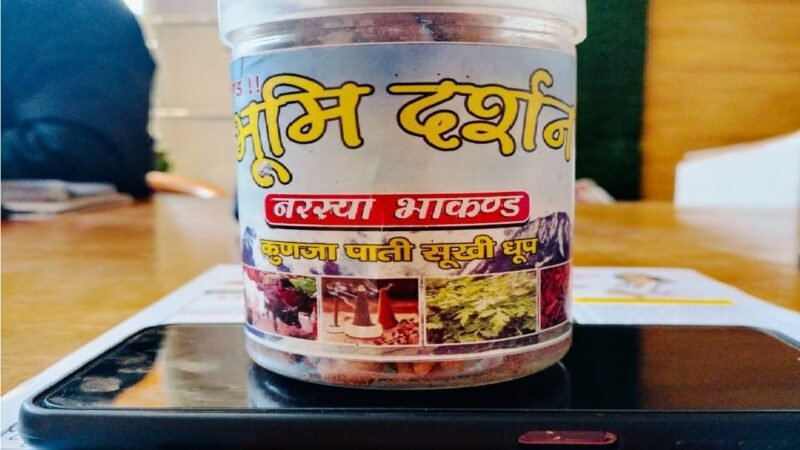 भूमि दर्शन
नरस्या भाकण्ड
कुणजा पाती सूखी धूप